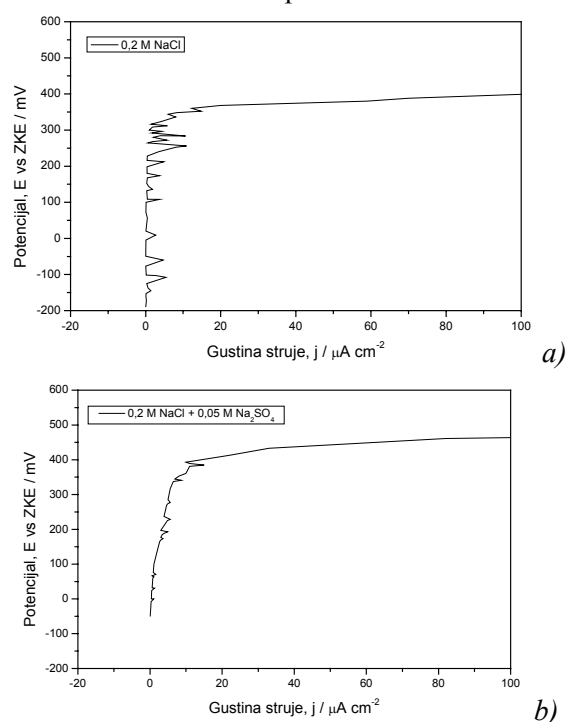 600
500
400
300
200
100
0
-100
-200
0,2 M NaCl
Potencijal, E vs ZKE / mV
-20 0 20 40 60 80 100
Gustina struje, j / μA cm⁻²
a)
600
500
400
300
200
100
0
-100
-200
0,2 M NaCl + 0,05 M Na₂SO₄
Potencijal, E vs ZKE / mV
-20 0 20 40 60 80 100
Gustina struje, j / μA cm⁻²
b)